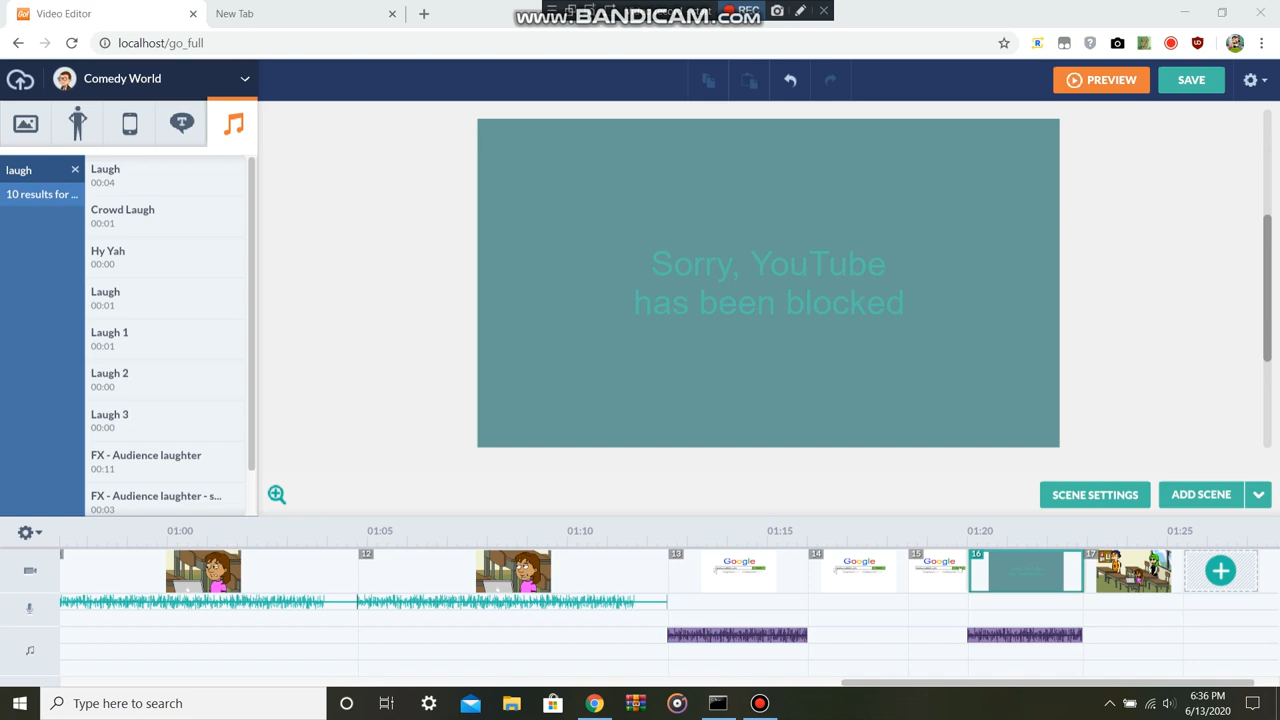 Video Editor
New Tab
www.BANDICAM.com
REC
localhost/go_full
Comedy World
PREVIEW
SAVE
laugh
10 results for ...
Laugh
00:04
Crowd Laugh
00:01
Hy Yah
00:00
Laugh
00:01
Laugh 1
00:01
Laugh 2
00:00
Laugh 3
00:00
FX - Audience laughter
00:11
FX - Audience laughter - s...
00:03
Sorry, YouTube
has been blocked
SCENE SETTINGS
ADD SCENE
01:00
01:05
01:10
01:15
01:20
01:25
12
13
14
15
16
17
Google
Google
Google
Type here to search
6:36 PM
6/13/2020